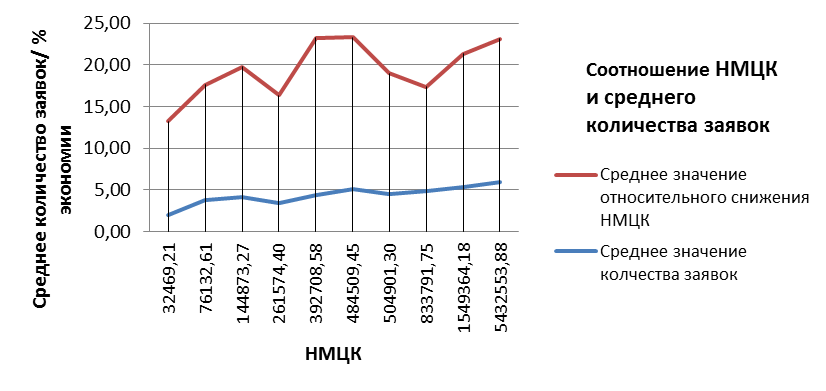 Среднее количество заявок/ %
экономии
25,00
20,00
15,00
10,00
5,00
0,00
32469,21
76132,61
144873,27
261574,40
392708,58
484509,45
504901,30
833791,75
1549364,18
5432553,88
НМЦК
Соотношение НМЦК
и среднего
количества заявок
Среднее значение
относительного снижения
НМЦК
Среднее значение
колчества заявок